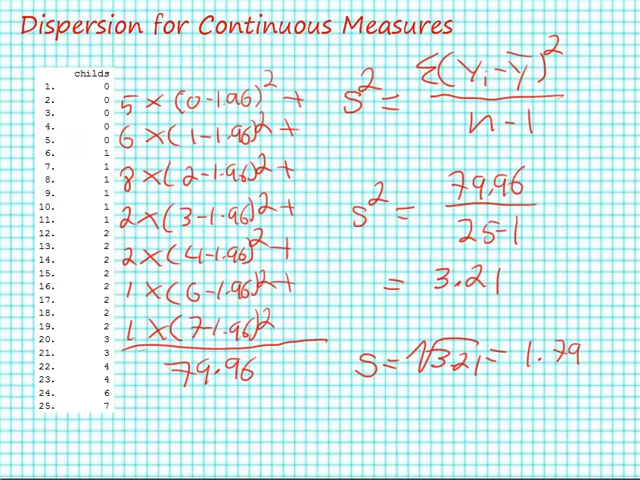 Dispersion for Continuous Measures
childs
1. 0
2. 0
3. 0
4. 0
5. 0
6. 1
7. 1
8. 1
9. 1
10. 1
11. 1
12. 2
13. 2
14. 2
15. 2
16. 2
17. 2
18. 2
19. 2
20. 3
21. 3
22. 4
23. 4
24. 6
25. 7
5 × (0-1.96)² +
6 × (1-1.96)² +
8 × (2-1.96)² +
2 × (3-1.96)² +
2 × (4-1.96)² +
1 × (6-1.96)² +
1 × (7-1.96)²
79.96
s² = Σ(Yi-Ȳ)² / n-1
s² = 79.96 / 25-1
= 3.21
s = √3.21 = 1.79